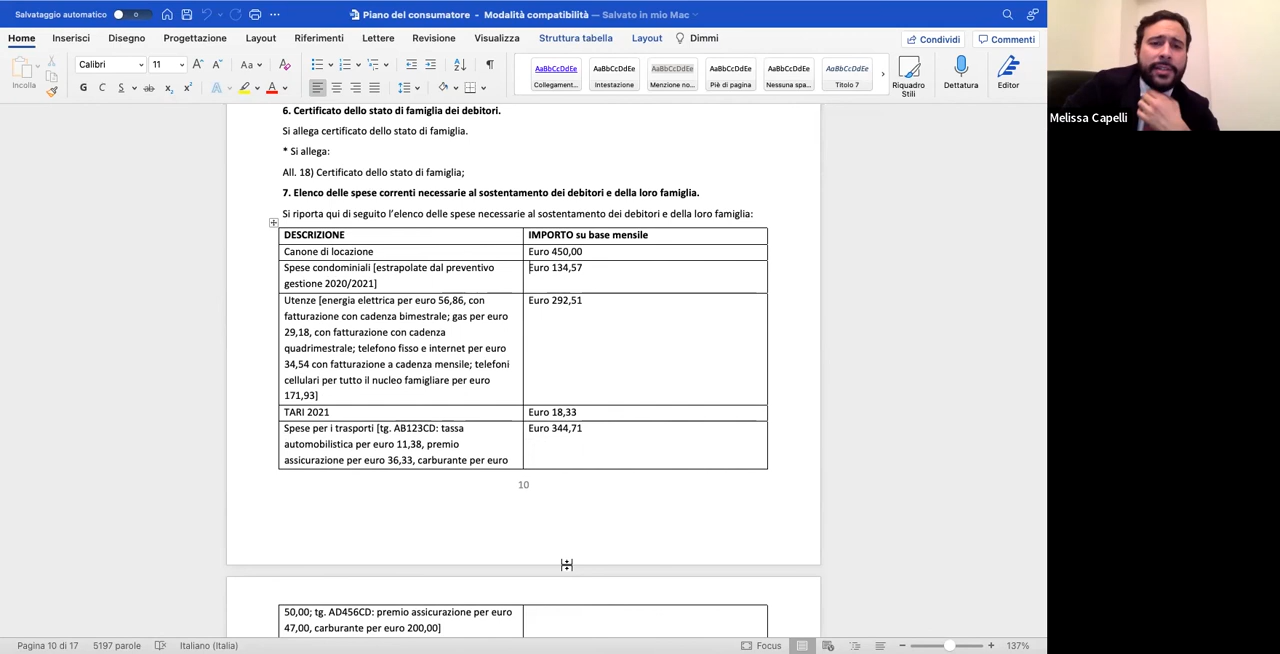 Salvataggio automatico 0 Piano del consumatore - Modalità compatibilità — Salvato in mio Mac
Home Inserisci Disegno Progettazione Layout Riferimenti Lettere Revisione Visualizza Struttura tabella Layout Dimmi Condividi Commenti
Incolla Calibri 11 A A Aa A
G C S ab x₂ x² A A
AaBbCcDdEe AaBbCcDdEe AaBbCcDdEe AaBbCcDdEe AaBbCcDdEe AaBbCcDdEe
Collegament... Intestazione Menzione no... Piè di pagina Nessuna spa... Titolo 7
Riquadro
Stili
Dettatura Editor
Melissa Capelli
6. Certificato dello stato di famiglia dei debitori.
Si allega certificato dello stato di famiglia.
* Si allega:
All. 18) Certificato dello stato di famiglia;
7. Elenco delle spese correnti necessarie al sostentamento dei debitori e della loro famiglia.
Si riporta qui di seguito l’elenco delle spese necessarie al sostentamento dei debitori e della loro famiglia:
DESCRIZIONE IMPORTO su base mensile
Canone di locazione Euro 450,00
Spese condominiali [estrapolate dal preventivo Euro 134,57
gestione 2020/2021]
Utenze [energia elettrica per euro 56,86, con Euro 292,51
fatturazione con cadenza bimestrale; gas per euro
29,18, con fatturazione con cadenza
quadrimestrale; telefono fisso e internet per euro
34,54 con fatturazione a cadenza mensile; telefoni
cellulari per tutto il nucleo famigliare per euro
171,93]
TARI 2021 Euro 18,33
Spese per i trasporti [tg. AB123CD: tassa Euro 344,71
automobilistica per euro 11,38, premio
assicurazione per euro 36,33, carburante per euro
10
50,00; tg. AD456CD: premio assicurazione per euro
47,00, carburante per euro 200,00]
Pagina 10 di 17 5197 parole Italiano (Italia) Focus 137%